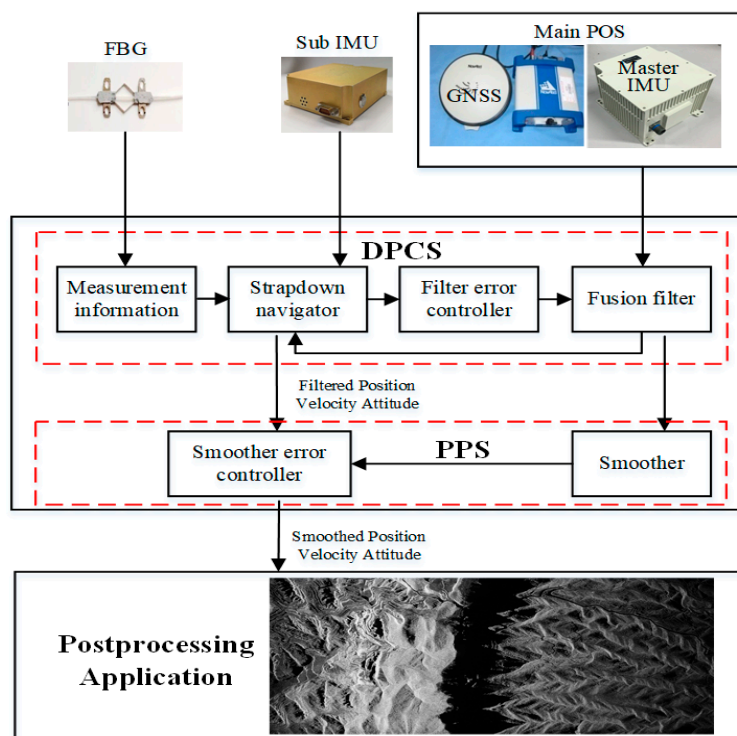 FBG
Sub IMU
Main POS
GNSS
Master
IMU
DPCS
Measurement
information
Strapdown
navigator
Filter error
controller
Fusion filter
Filtered Position
Velocity Attitude
PPS
Smoother error
controller
Smoother
Smoothed Position
Velocity Attitude
Postprocessing
Application